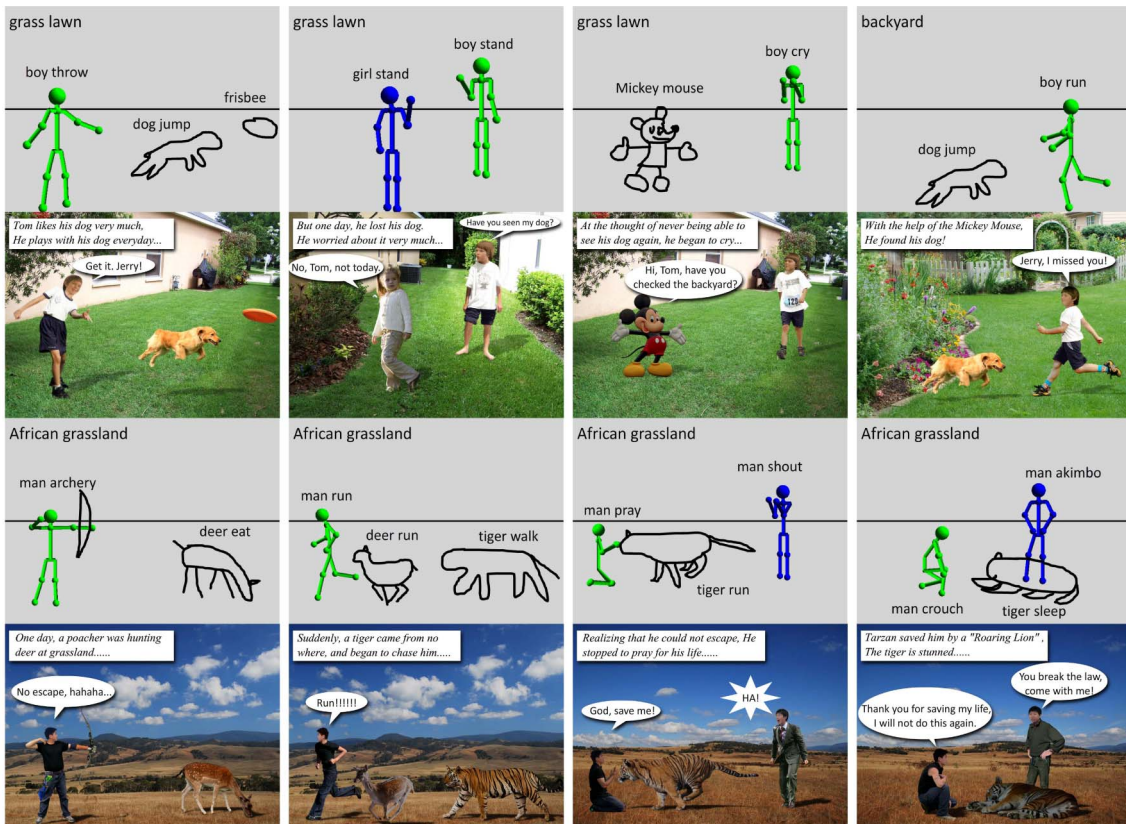 grass lawn
boy throw
frisbee
dog jump
grass lawn
boy stand
girl stand
grass lawn
boy cry
Mickey mouse
backyard
boy run
dog jump
Tom likes his dog very much,
He plays with his dog everyday...
Get it. Jerry!
But one day, he lost his dog.
He worried about it very much...
Have you seen my dog?
No, Tom, not today.
At the thought of never being able to
see his dog again, he began to cry...
Hi, Tom, have you
checked the backyard?
With the help of the Mickey Mouse,
He found his dog!
Jerry, I missed you!
African grassland
man archery
deer eat
African grassland
man run
deer run
tiger walk
African grassland
man shout
man pray
tiger run
African grassland
man akimbo
man crouch
tiger sleep
One day, a poacher was hunting
deer at grassland......
No escape, hahaha...
Suddenly, a tiger came from no
where, and began to chase him.....
Run!!!!!!
Realizing that he could not escape, He
stopped to pray for his life......
God, save me!
HA!
Tarzan saved him by a "Roaring Lion" ,
The tiger is stunned......
You break the law,
come with me!
Thank you for saving my life,
I will not do this again.